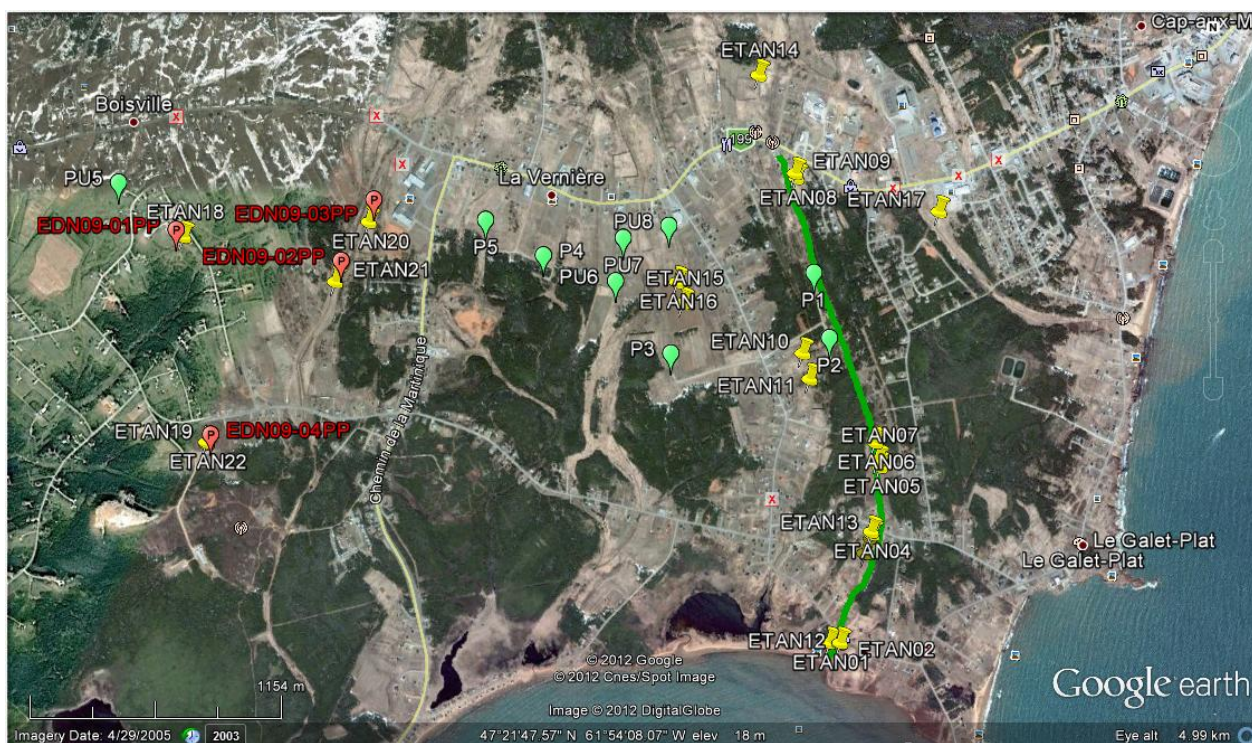 Cap-aux-M
N
ETAN14
Boisville
199
ETAN09
PU5
La Vernière
ETAN18
EDN09-03PP
ETAN08
ETAN17
EDN09-01PP
PU8
EDN09-02PP
ETAN20
P5
P4
PU7
ETAN21
PU6
ETAN15
P1
ETAN16
P3
ETAN10
P2
ETAN11
Chemin de la Martinique
ETAN19
EDN09-04PP
ETAN07
ETAN22
ETAN06
ETAN05
ETAN13
Le Galet-Plat
ETAN04
Le Galet-Plat
ETAN12
ETAN02
ETAN01
© 2012 Google
© 2012 Cnes/Spot Image
1154 m
Google earth
Image © 2012 DigitalGlobe
Imagery Date: 4/29/2005 2003 47°21'47.57" N 61°54'08.07" W elev 18 m Eye alt 4.99 km